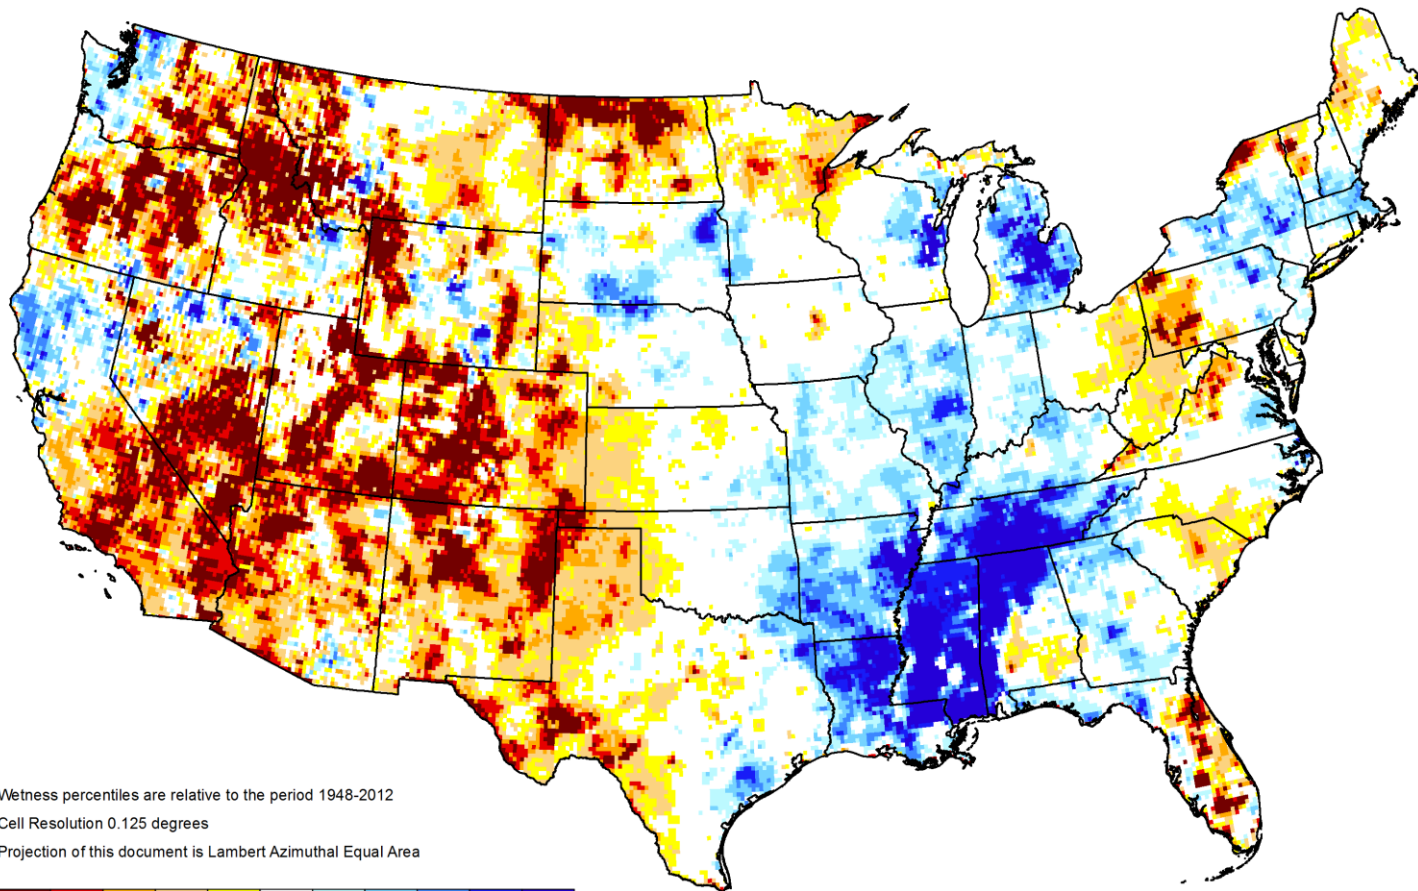 Wetness percentiles are relative to the period 1948-2012
Cell Resolution 0.125 degrees
Projection of this document is Lambert Azimuthal Equal Area